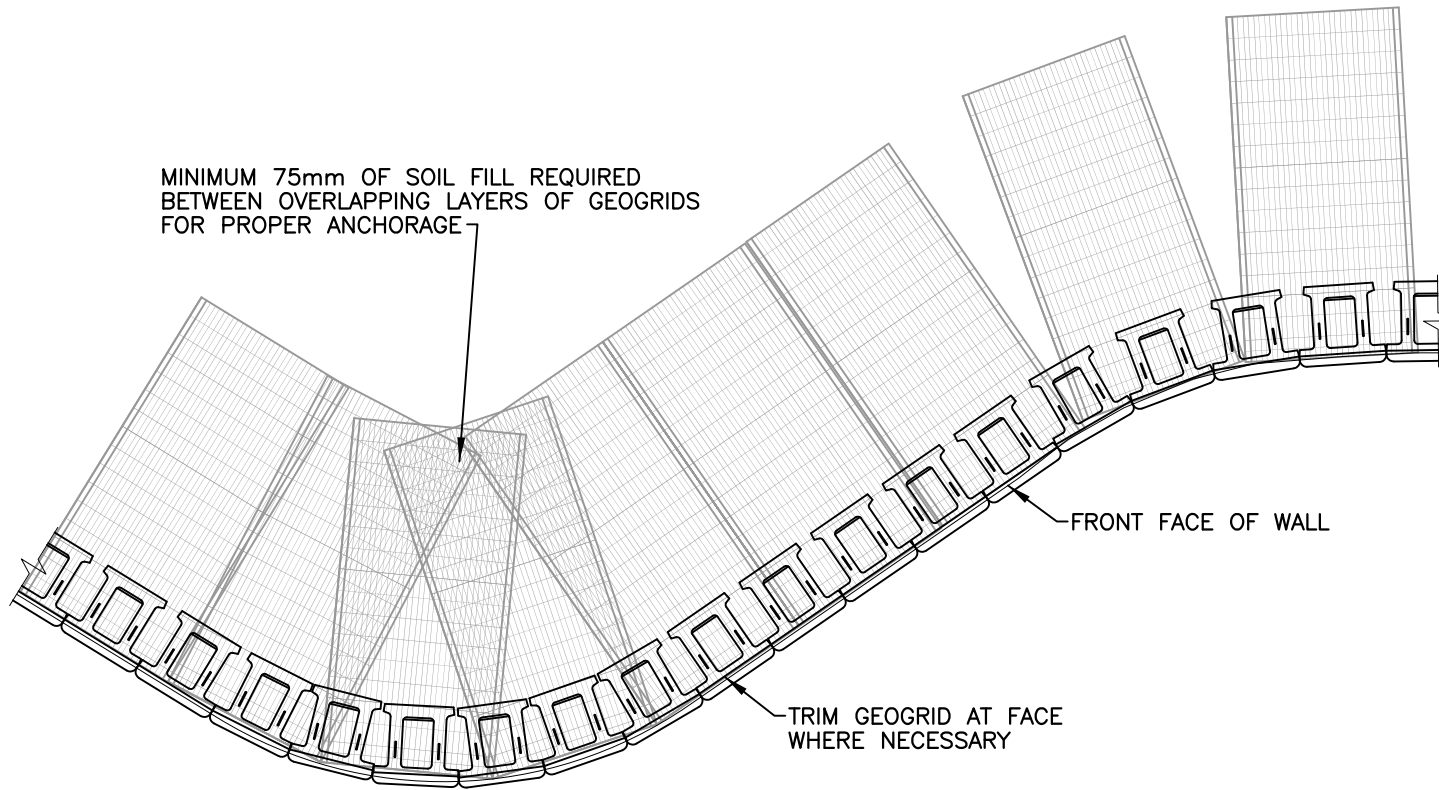 MINIMUM 75mm OF SOIL FILL REQUIRED
BETWEEN OVERLAPPING LAYERS OF GEOGRIDS
FOR PROPER ANCHORAGE
FRONT FACE OF WALL
TRIM GEOGRID AT FACE
WHERE NECESSARY